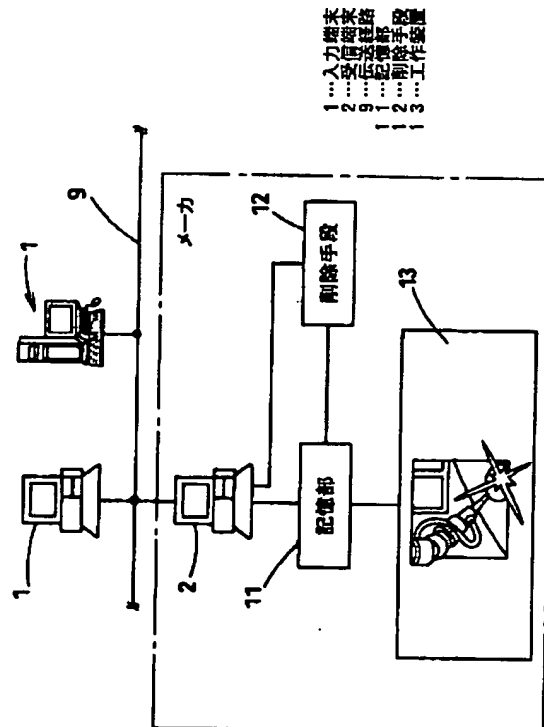 1
1
9
メーカ
2
12
削除手段
11
記憶部
13
1…入力端末
2…受信端末
9…伝送経路
11…記憶部
12…削除手段
13…工作装置